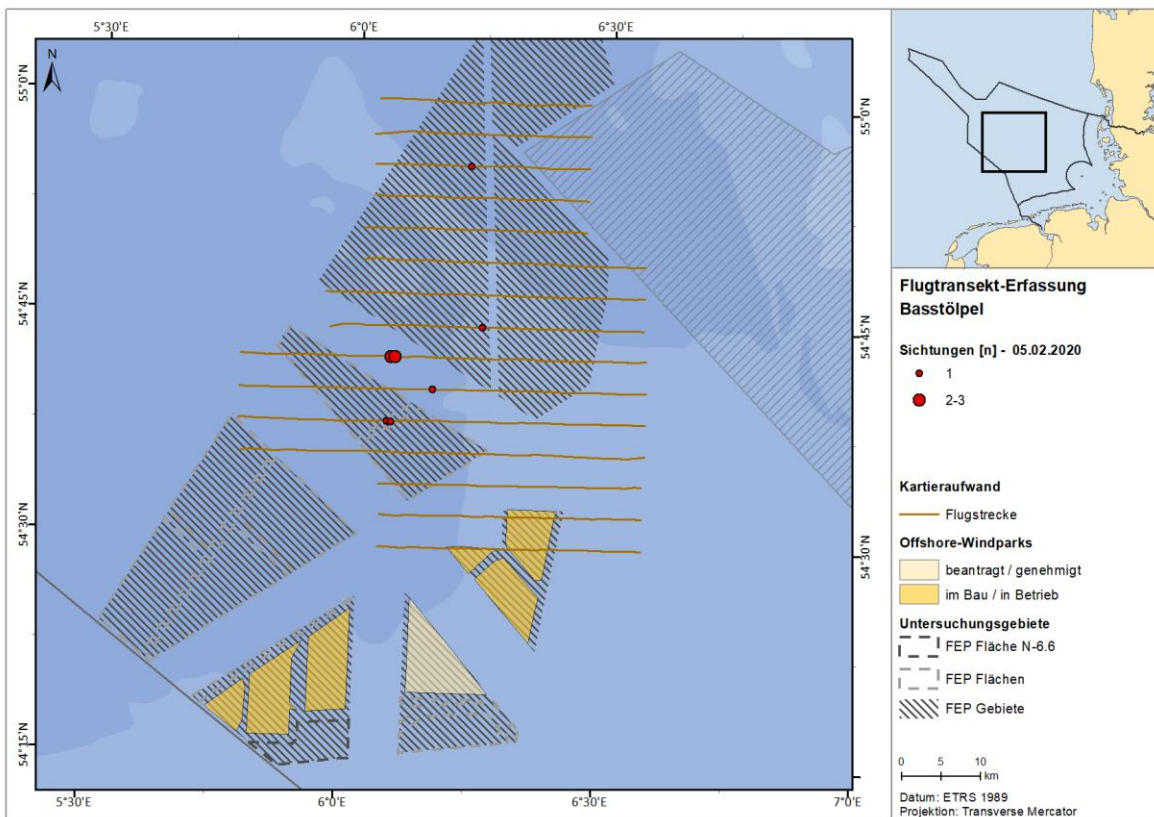 5°30'E 6°0'E 6°30'E
N
55°0'N
54°45'N
54°30'N
54°15'N
55°0'N
54°45'N
54°30'N
5°30'E 6°0'E 6°30'E 7°0'E
Flugtransekt-Erfassung
Basstölpel
Sichtungen [n] - 05.02.2020
1
2-3
Kartieraufwand
Flugstrecke
Offshore-Windparks
beantragt / genehmigt
im Bau / in Betrieb
Untersuchungsgebiete
FEP Fläche N-6.6
FEP Flächen
FEP Gebiete
0 5 10
km
Datum: ETRS 1989
Projektion: Transverse Mercator